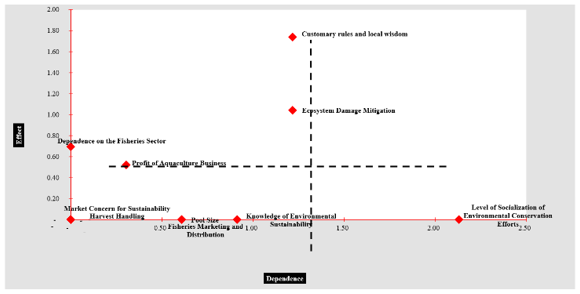 2.00
1.80
1.60
1.40
1.20
1.00
0.80
0.60
0.40
0.20
-
Effect
Customary rules and local wisdom
Ecosystem Damage Mitigation
Dependence on the Fisheries Sector
Profit of Aquaculture Business
Market Concern for Sustainability
Harvest Handling
Pool Size
Fisheries Marketing and
Distribution
Knowledge of Environmental
Sustainability
Level of Socialization of
Environmental Conservation
Efforts
-
0.50
1.00
1.50
2.00
2.50
Dependence